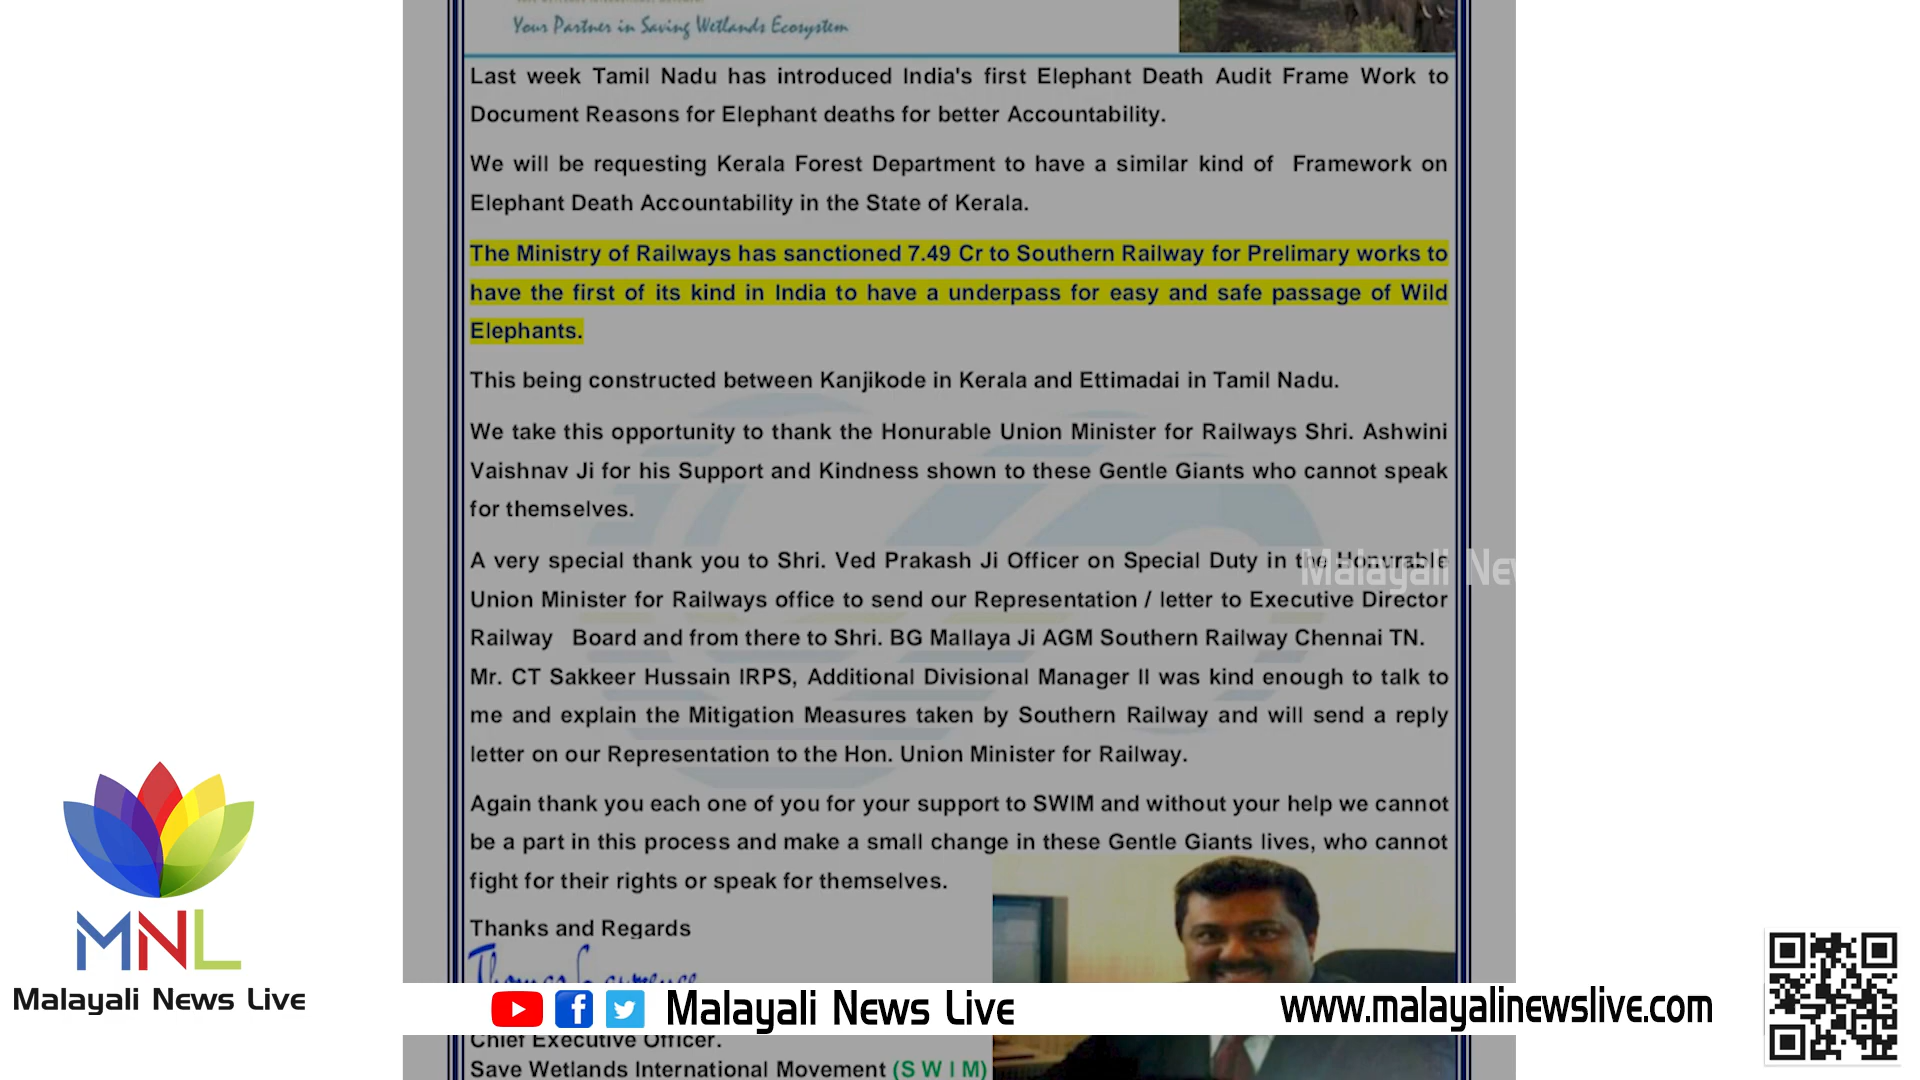 Your Partner in Saving Wetlands Ecosystem
Last week Tamil Nadu has introduced India's first Elephant Death Audit Frame Work to
Document Reasons for Elephant deaths for better Accountability.
We will be requesting Kerala Forest Department to have a similar kind of Framework on
Elephant Death Accountability in the State of Kerala.
The Ministry of Railways has sanctioned 7.49 Cr to Southern Railway for Prelimary works to
have the first of its kind in India to have a underpass for easy and safe passage of Wild
Elephants.
This being constructed between Kanjikode in Kerala and Ettimadai in Tamil Nadu.
We take this opportunity to thank the Honurable Union Minister for Railways Shri. Ashwini
Vaishnav Ji for his Support and Kindness shown to these Gentle Giants who cannot speak
for themselves.
A very special thank you to Shri. Ved Prakash Ji Officer on Special Duty in the Honurable
Malayali
Union Minister for Railways office to send our Representation / letter to Executive Director
Railway Board and from there to Shri. BG Mallaya Ji AGM Southern Railway Chennai TN.
Mr. CT Sakkeer Hussain IRPS, Additional Divisional Manager II was kind enough to talk to
me and explain the Mitigation Measures taken by Southern Railway and will send a reply
letter on our Representation to the Hon. Union Minister for Railway.
Again thank you each one of you for your support to SWIM and without your help we cannot
be a part in this process and make a small change in these Gentle Giants lives, who cannot
fight for their rights or speak for themselves.
Thanks and Regards
Chief Executive Officer.
Save Wetlands International Movement (S W I M)
MNL
Malayali News Live
Malayali News Live
www.malayalinewslive.com